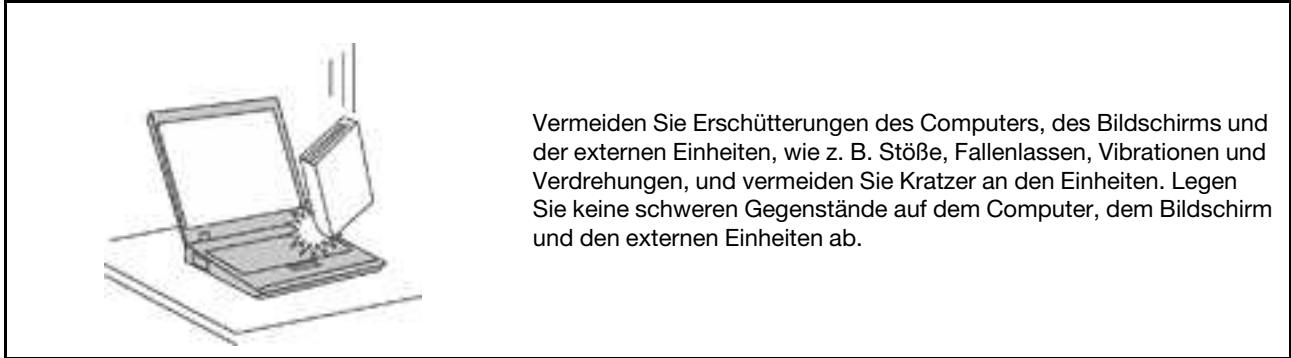 Vermeiden Sie Erschütterungen des Computers, des Bildschirms und
der externen Einheiten, wie z. B. Stöße, Fallenlassen, Vibrationen und
Verdrehungen, und vermeiden Sie Kratzer an den Einheiten. Legen
Sie keine schweren Gegenstände auf dem Computer, dem Bildschirm
und den externen Einheiten ab.